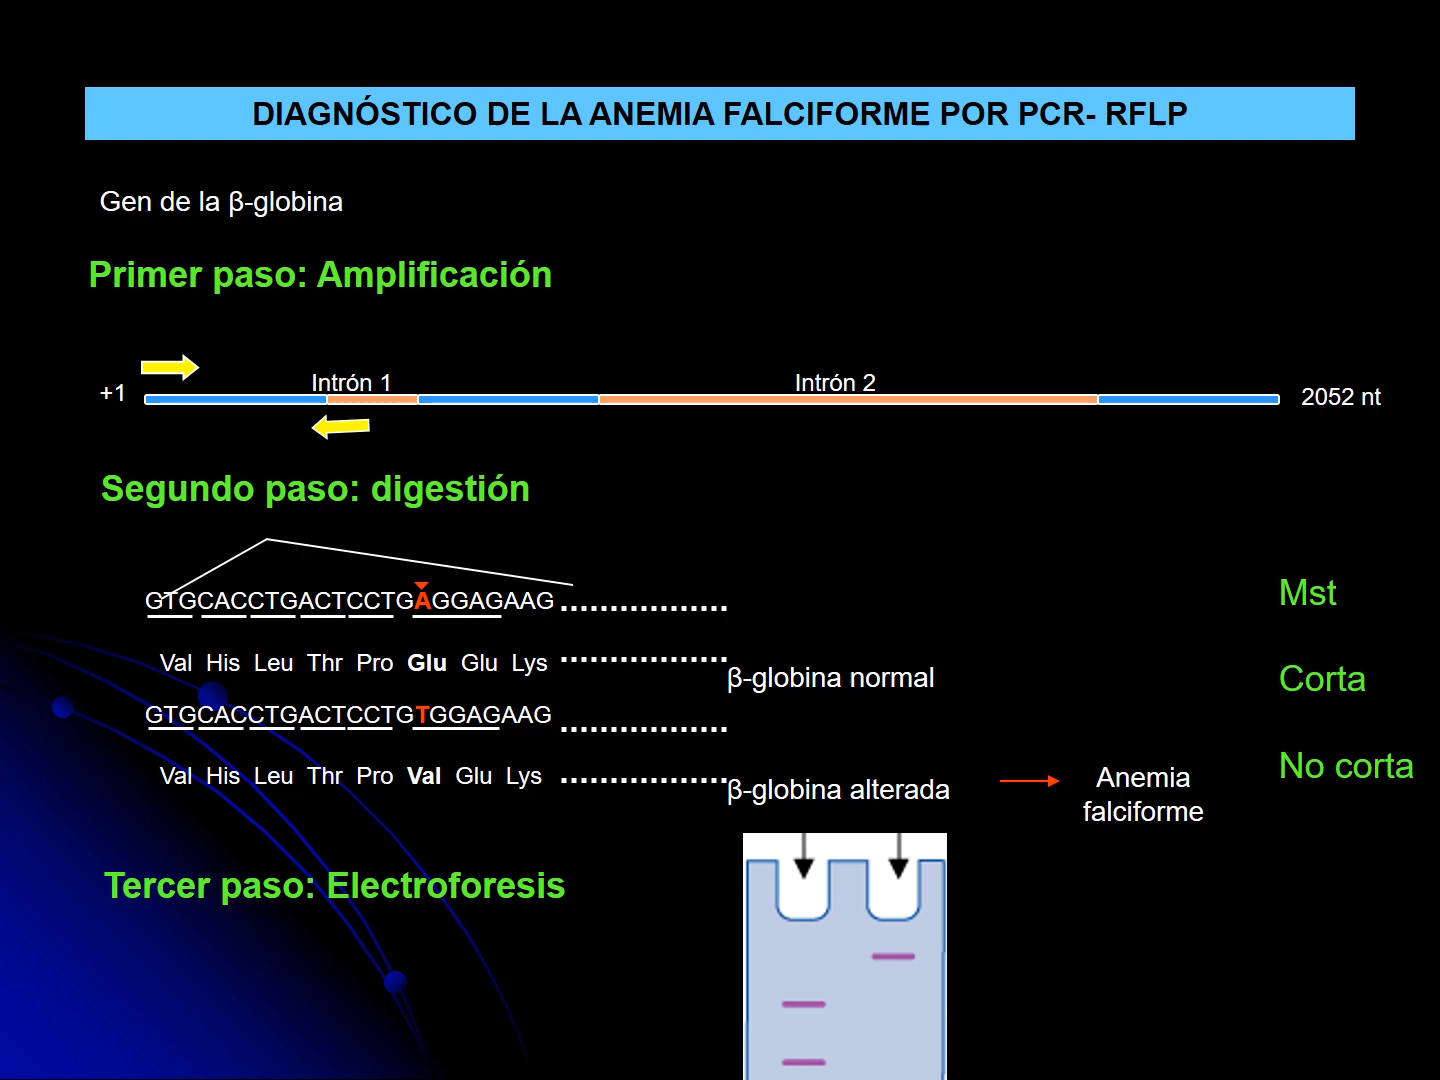 DIAGNÓSTICO DE LA ANEMIA FALCIFORME POR PCR- RFLP
Gen de la β-globina
Primer paso: Amplificación
+1
Intrón 1
Intrón 2
2052 nt
Segundo paso: digestión
GTGCACCTGACTCCTGAGGAGAAG ..................
Mst
Val His Leu Thr Pro Glu Glu Lys ..................
β-globina normal
Corta
GTGCACCTGACTCCTGTGGAGAAG ..................
Val His Leu Thr Pro Val Glu Lys ..................
β-globina alterada
Anemia
falciforme
No corta
Tercer paso: Electroforesis